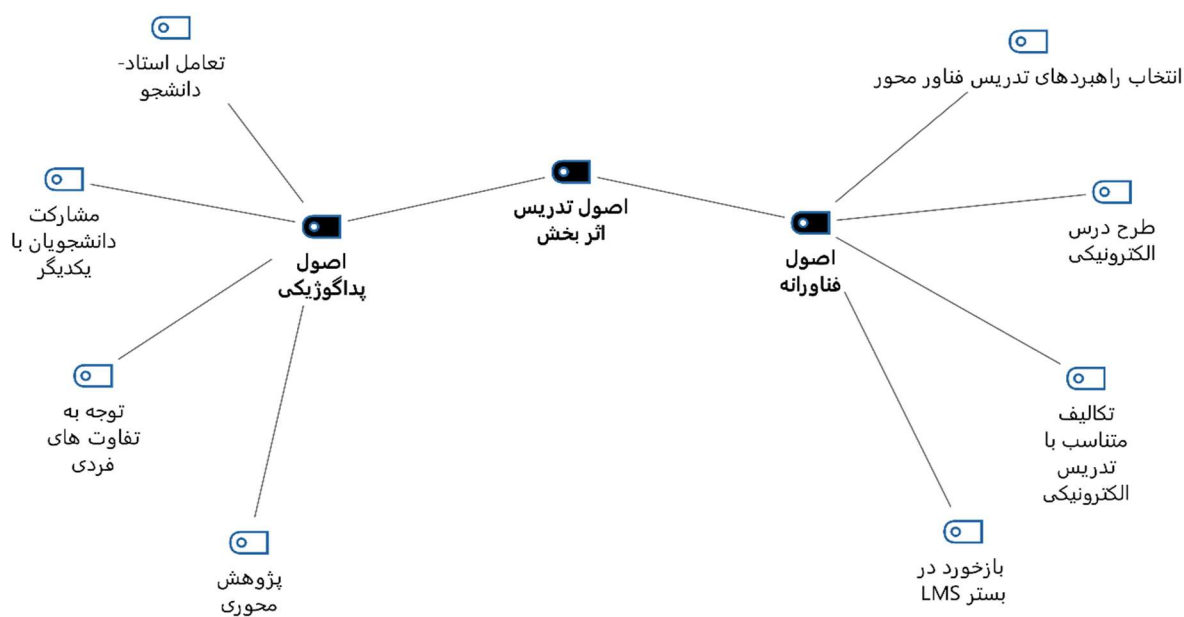 تعامل استاد-
دانشجو
مشارکت
دانشجویان با
یکدیگر
توجه به
تفاوت های
فردی
پژوهش
محوری
اصول
پداگوژیکی
اصول تدریس
اثر بخش
اصول
فناورانه
انتخاب راهبردهای تدریس فناور محور
طرح درس
الکترونیکی
تکالیف
متناسب با
تدریس
الکترونیکی
بازخورد در
بستر LMS